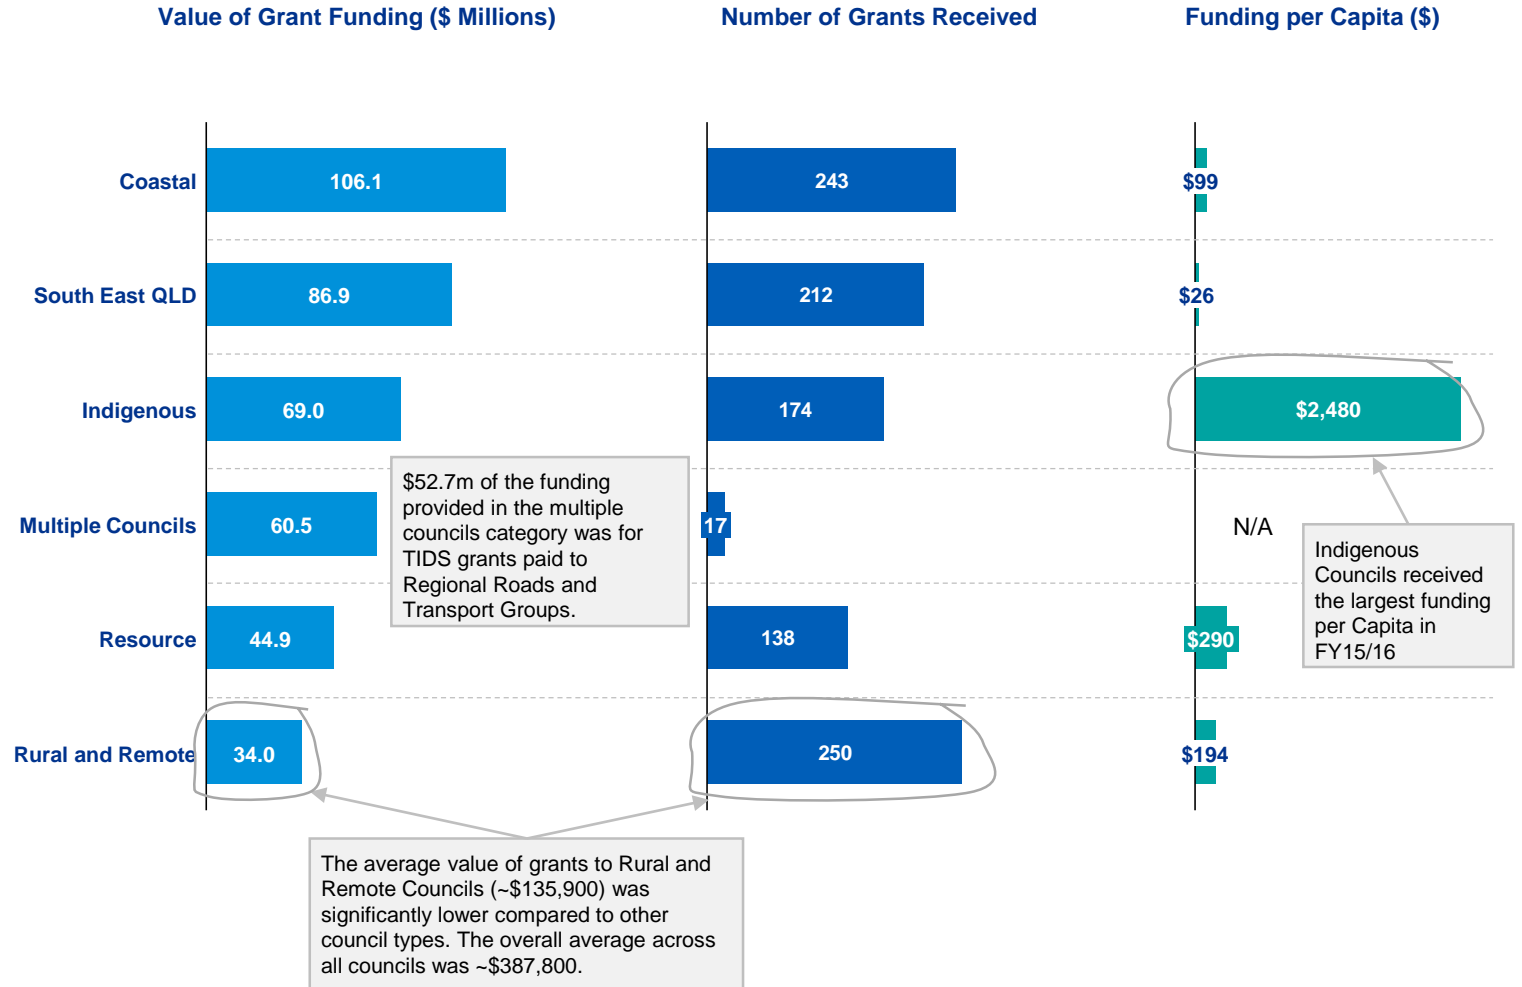 Value of Grant Funding ($ Millions)
Number of Grants Received
Funding per Capita ($)
Coastal
106.1
243
$99
South East QLD
86.9
212
$26
Indigenous
69.0
174
$2,480
$52.7m of the funding
provided in the multiple
councils category was for
TIDS grants paid to
Regional Roads and
Transport Groups.
Multiple Councils
60.5
17
N/A
Indigenous
Councils received
the largest funding
per Capita in
FY15/16
Resource
44.9
138
$290
Rural and Remote
34.0
250
$194
The average value of grants to Rural and
Remote Councils (~$135,900) was
significantly lower compared to other
council types. The overall average across
all councils was ~$387,800.